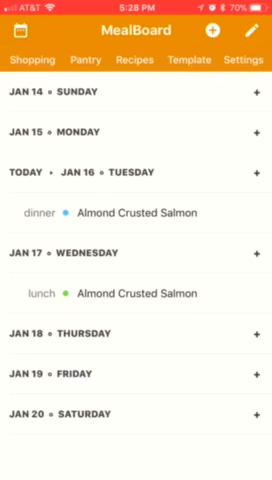 AT&T 5:28 PM 70%
MealBoard
Shopping Pantry Recipes Template Settings
JAN 14 SUNDAY +
JAN 15 MONDAY +
TODAY JAN 16 TUESDAY +
dinner Almond Crusted Salmon
JAN 17 WEDNESDAY +
lunch Almond Crusted Salmon
JAN 18 THURSDAY +
JAN 19 FRIDAY +
JAN 20 SATURDAY +